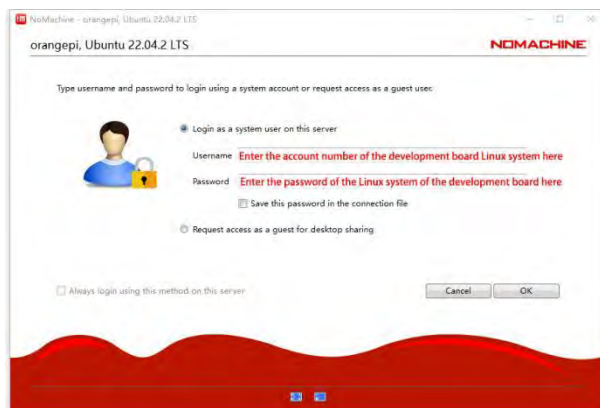 NoMachine - orangepi, Ubuntu 22.04.2 LTS
orangepi, Ubuntu 22.04.2 LTS
NOMACHINE
Type username and password to login using a system account or request access as a guest user.
Login as a system user on this server
Username Enter the account number of the development board Linux system here
Password Enter the password of the Linux system of the development board here
Save this password in the connection file
Request access as a guest for desktop sharing
Always login using this method on this server
Cancel
OK